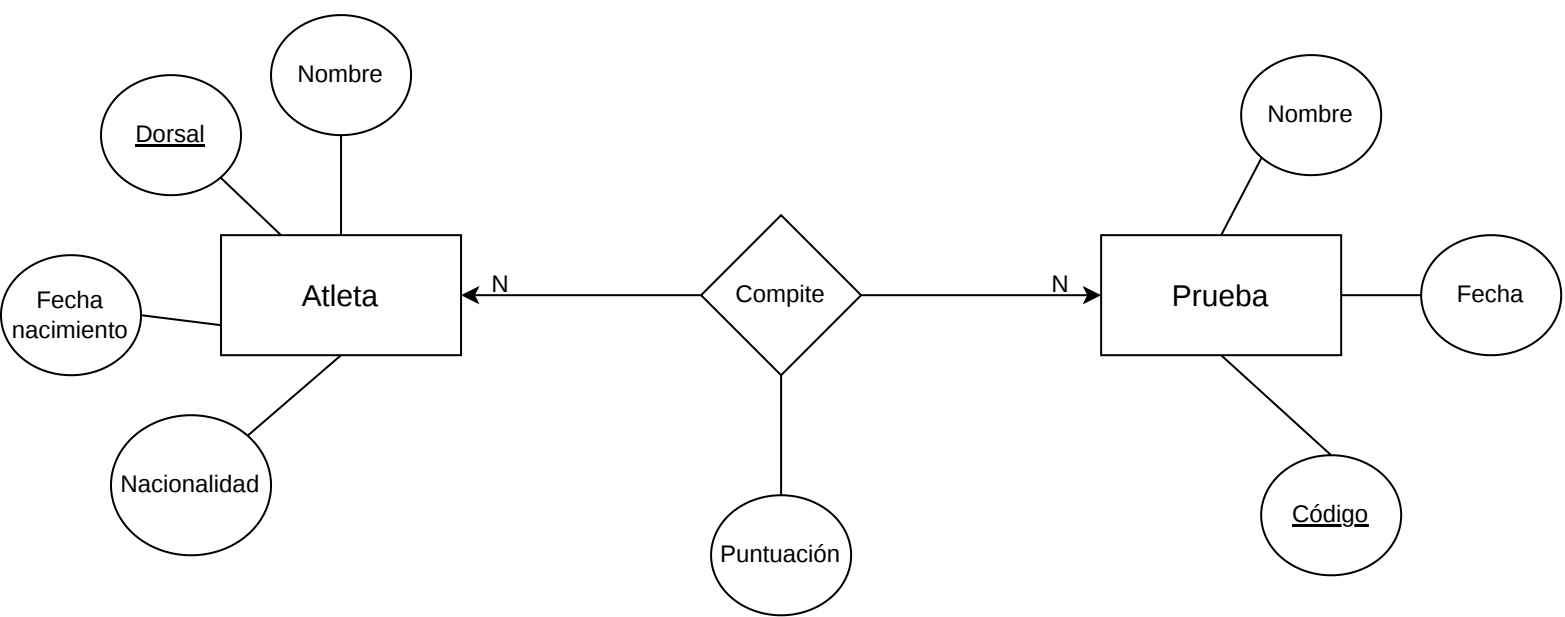 Nombre
Dorsal
Nombre
Fecha
nacimiento
Atleta
N
Compite
N
Prueba
Fecha
Nacionalidad
Puntuación
Código